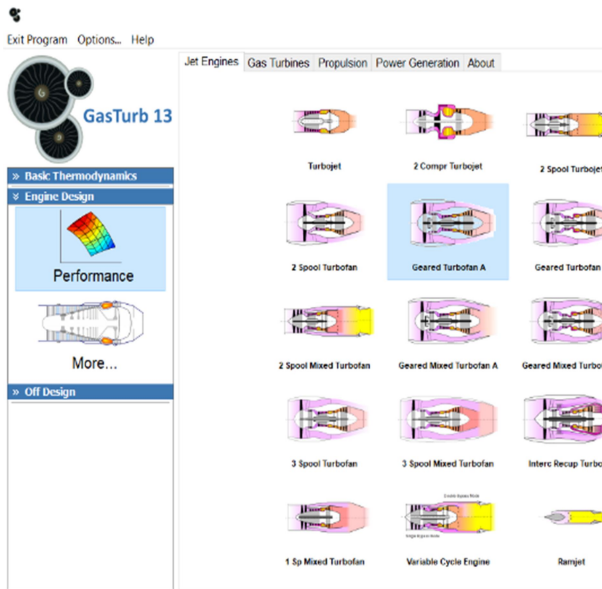 Exit Program Options... Help
Jet Engines Gas Turbines Propulsion Power Generation About
GasTurb 13
» Basic Thermodynamics
Engine Design
Performance
More...
» Off Design
Turbojet
2 Compr Turbojet
2 Spool Turbojet
2 Spool Turbofan
Geared Turbofan A
Geared Turbofan
2 Spool Mixed Turbofan
Geared Mixed Turbofan A
Geared Mixed Turbof
3 Spool Turbofan
3 Spool Mixed Turbofan
Interc Recup Turbo
1 Sp Mixed Turbofan
Variable Cycle Engine
Ramjet